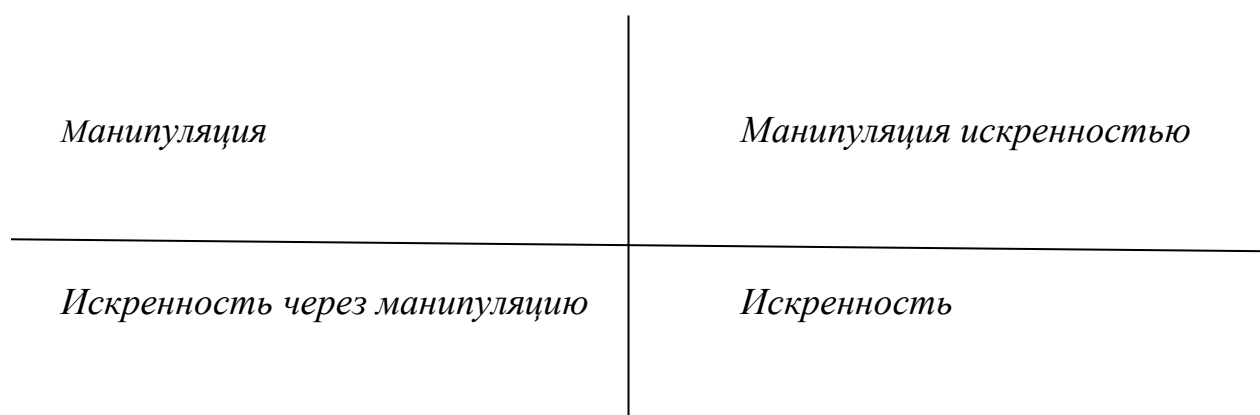 Манипуляция
Манипуляция искренностью
Искренность через манипуляцию
Искренность